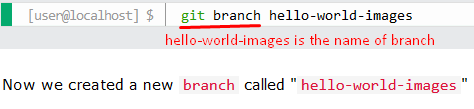 [user@localhost] $ git branch hello-world-images
hello-world-images is the name of branch
Now we created a new branch called "hello-world-images"